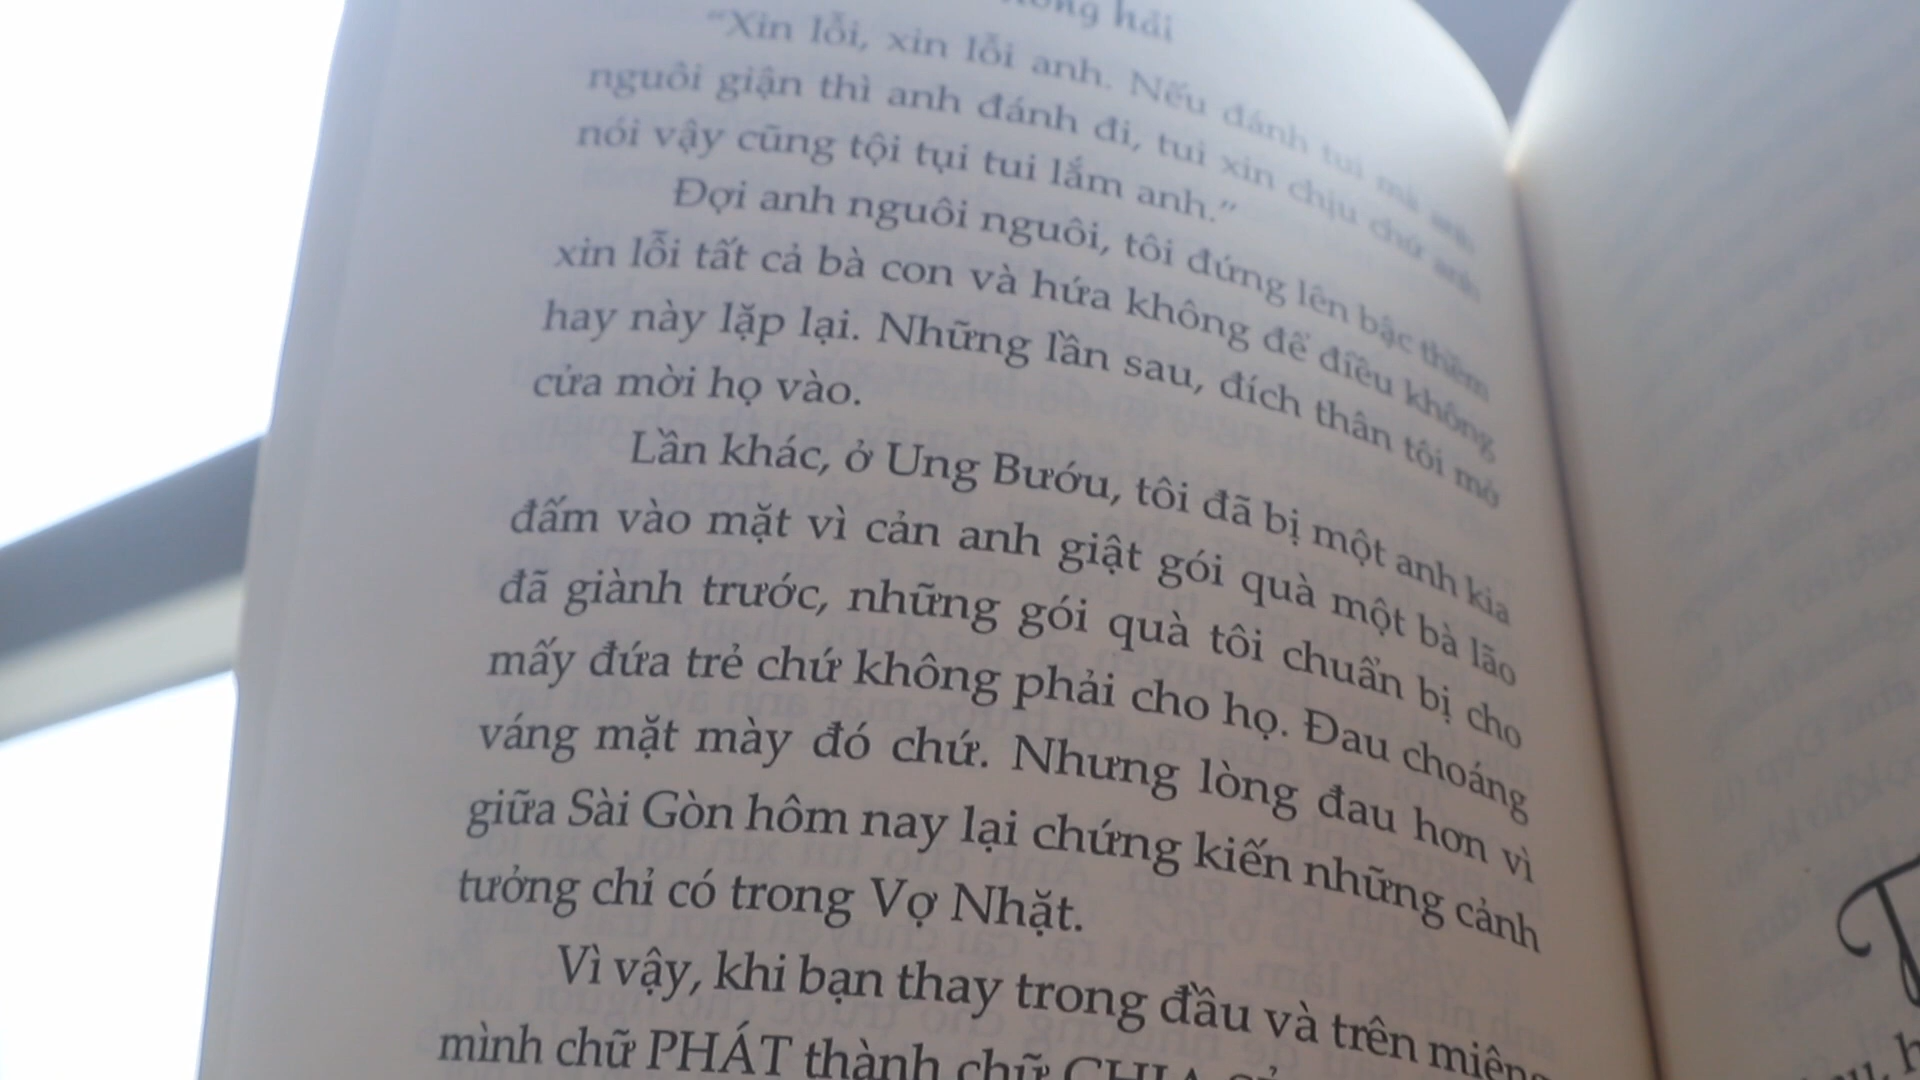 hải
“Xin lỗi, xin lỗi anh. Nếu đánh tui mà anh
nguôi giận thì anh đánh đi, tui xin chịu chứ anh
nói vậy cũng tội tụi tui lắm anh.”
Đợi anh nguôi nguôi, tôi đứng lên bậc thềm
xin lỗi tất cả bà con và hứa không để điều không
hay này lặp lại. Những lần sau, đích thân tôi mở
cửa mời họ vào.
Lần khác, ở Ung Bướu, tôi đã bị một anh kia
đấm vào mặt vì cản anh giật gói quà một bà lão
đã giành trước, những gói quà tôi chuẩn bị cho
mấy đứa trẻ chứ không phải cho họ. Đau choáng
váng mặt mày đó chứ. Nhưng lòng đau hơn vì
giữa Sài Gòn hôm nay lại chứng kiến những cảnh
tưởng chỉ có trong Vợ Nhặt.
Vì vậy, khi bạn thay trong đầu và trên miệng
mình chữ PHÁT thành chữ CHIA